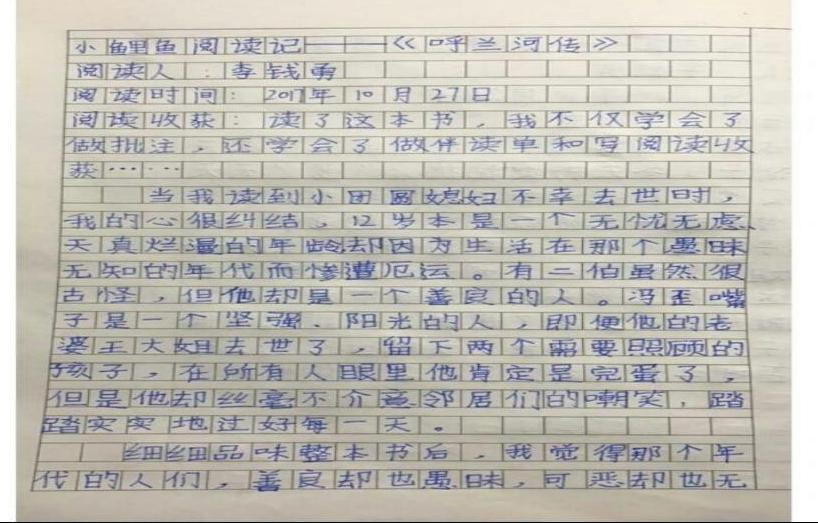 小鲤鱼阅读记——《呼兰河传》
阅读人：李钱勇
阅读时间：2017年10月27日
阅读收获：读了这本书，我不仅学会了
做批注，还学会了做伴读单和写阅读收
获……
当我读到小团圆媳妇不幸去世时，
我的心很纠结，12岁本是一个无忧无虑、
天真烂漫的年龄却因为生活在那个愚昧
无知的年代而惨遭厄运。有二伯虽然很
古怪，但他却是一个善良的人。冯歪嘴
子是一个坚强、阳光的人，即便他的老
婆王大姐去世了，留下两个需要照顾的
孩子，在所有人眼里他肯定是完蛋了，
但是他却丝毫不介意邻居们的嘲笑，踏
踏实实地过好每一天。
细细品味整本书后，我觉得那个年
代的人们，善良却也愚昧，可恶却也无